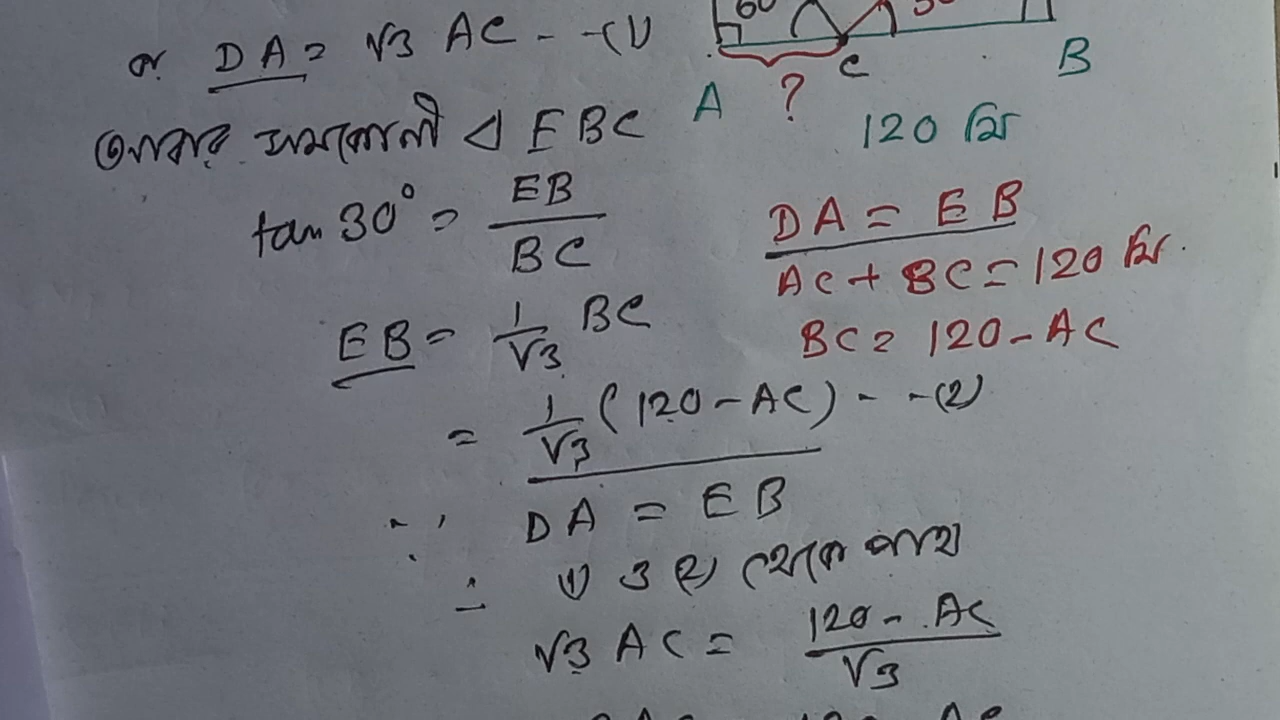 বা, DA = √3 AC - -(1)
60
30
A ? C B
120 মি
আবার সমকোণী ⊿ EBC
tan 30° = EB/BC
DA = EB
AC + BC = 120 মি.
EB = 1/√3 BC
BC = 120 - AC
= 1/√3 (120 - AC) - - -(2)
∵ DA = EB
∴ (1) ও (2) থেকে পাই
√3 AC = 120 - AC/√3